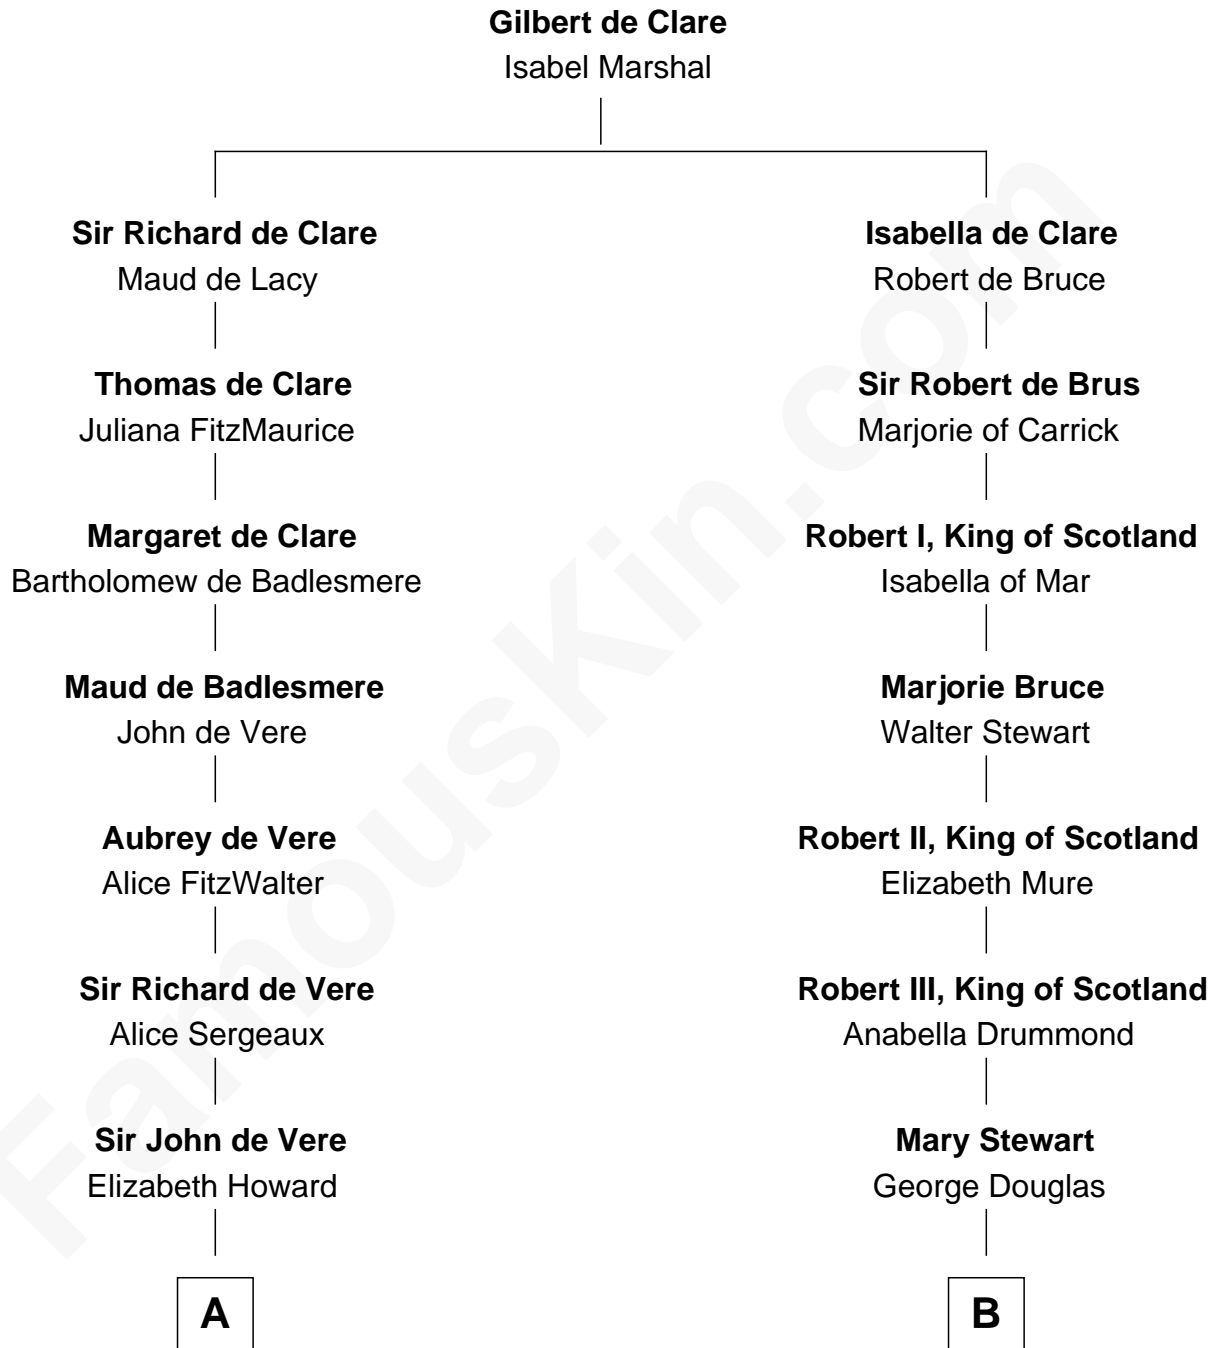 Gilbert de Clare
Isabel Marshal
Sir Richard de Clare
Maud de Lacy
Thomas de Clare
Juliana FitzMaurice
Margaret de Clare
Bartholomew de Badlesmere
Maud de Badlesmere
John de Vere
Aubrey de Vere
Alice FitzWalter
Sir Richard de Vere
Alice Sergeaux
Sir John de Vere
Elizabeth Howard
A
Isabella de Clare
Robert de Bruce
Sir Robert de Brus
Marjorie of Carrick
Robert I, King of Scotland
Isabella of Mar
Marjorie Bruce
Walter Stewart
Robert II, King of Scotland
Elizabeth Mure
Robert III, King of Scotland
Anabella Drummond
Mary Stewart
George Douglas
B
FamousKin.com